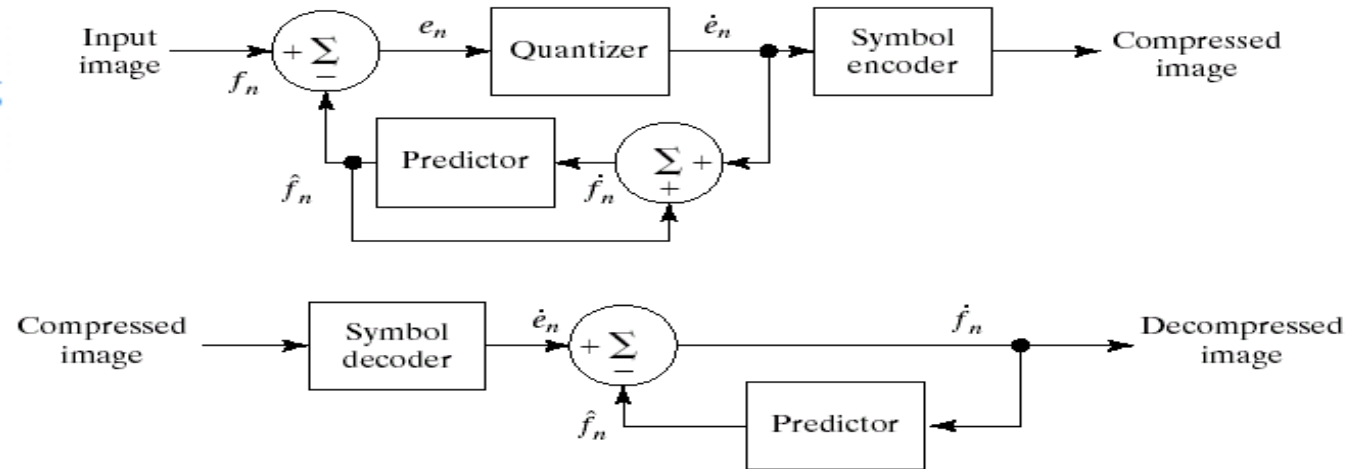 Input
image
+ Σ
−
f_n
e_n
Quantizer
ė_n
Symbol
encoder
Compressed
image
f̂_n
Predictor
ḟ_n
Σ +
+
Compressed
image
Symbol
decoder
ė_n
+ Σ
−
f̂_n
Predictor
ḟ_n
Decompressed
image